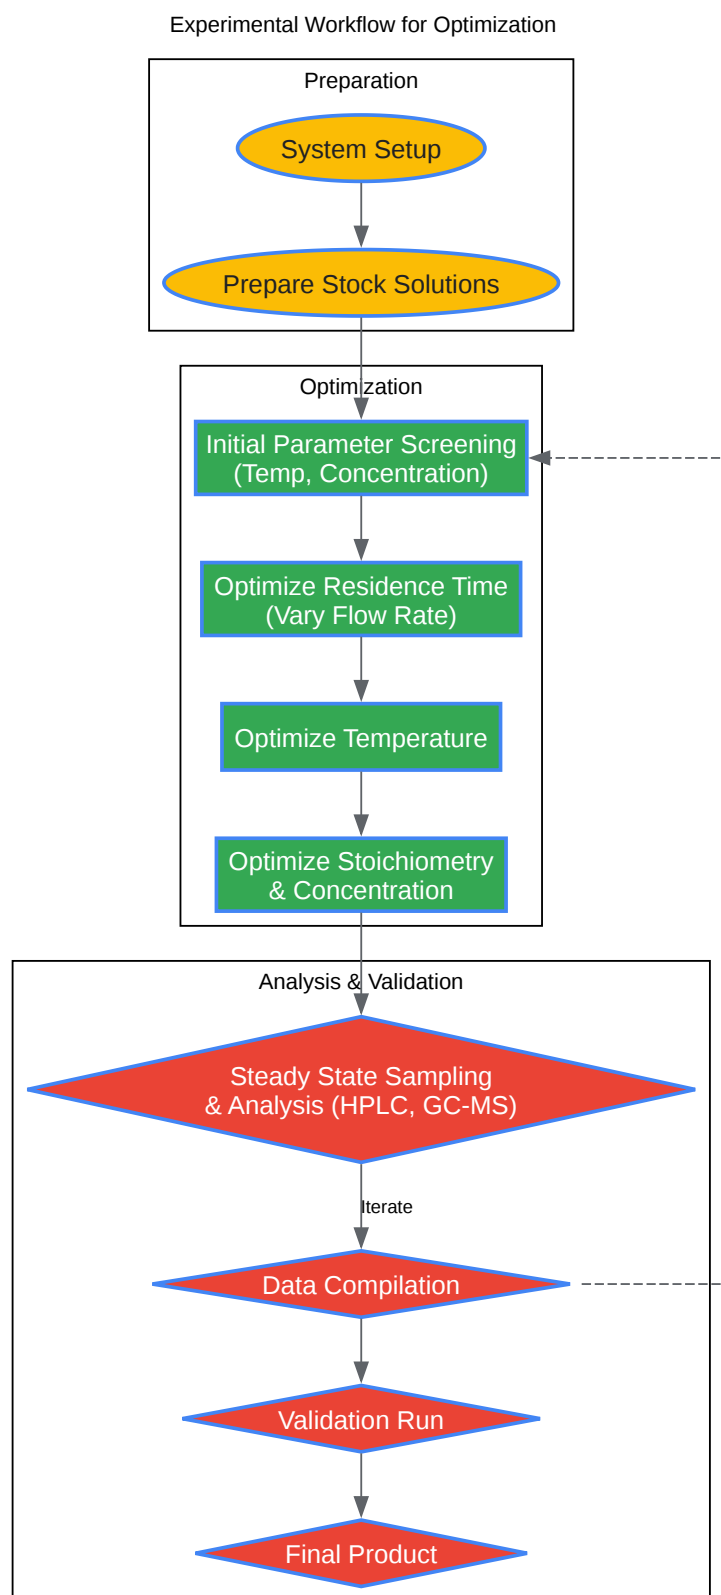 Experimental Workflow for Optimization
Preparation
System Setup
Prepare Stock Solutions
Optimization
Initial Parameter Screening
(Temp, Concentration)
Optimize Residence Time
(Vary Flow Rate)
Optimize Temperature
Optimize Stoichiometry
& Concentration
Analysis & Validation
Steady State Sampling
& Analysis (HPLC, GC-MS)
Iterate
Data Compilation
Validation Run
Final Product